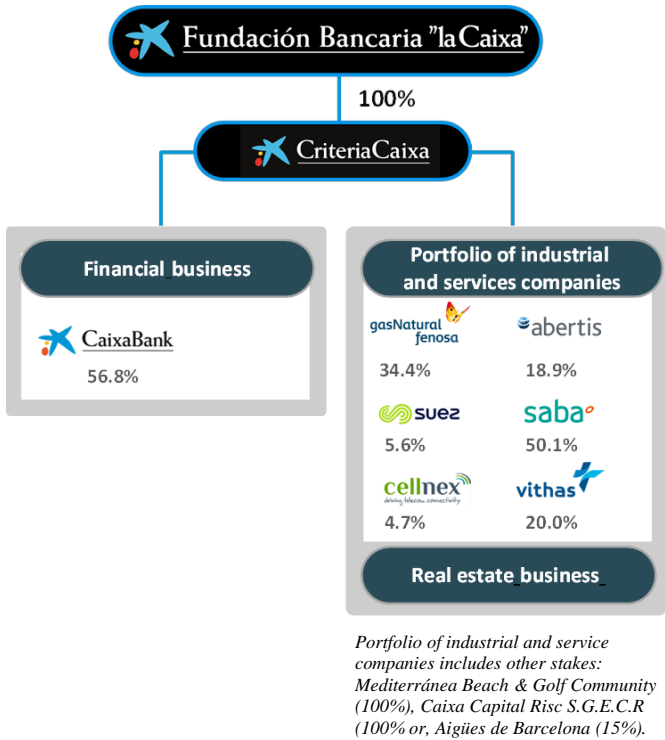 Fundación Bancaria "la Caixa"
100%
CriteriaCaixa
Financial business
CaixaBank
56.8%
Portfolio of industrial
and services companies
gasNatural
fenosa
34.4%
abertis
18.9%
suez
5.6%
saba
50.1%
cellnex
driving telecom connectivity
4.7%
vithas
20.0%
Real estate business
Portfolio of industrial and service
companies includes other stakes:
Mediterránea Beach & Golf Community
(100%), Caixa Capital Risc S.G.E.C.R
(100% or, Aigües de Barcelona (15%).